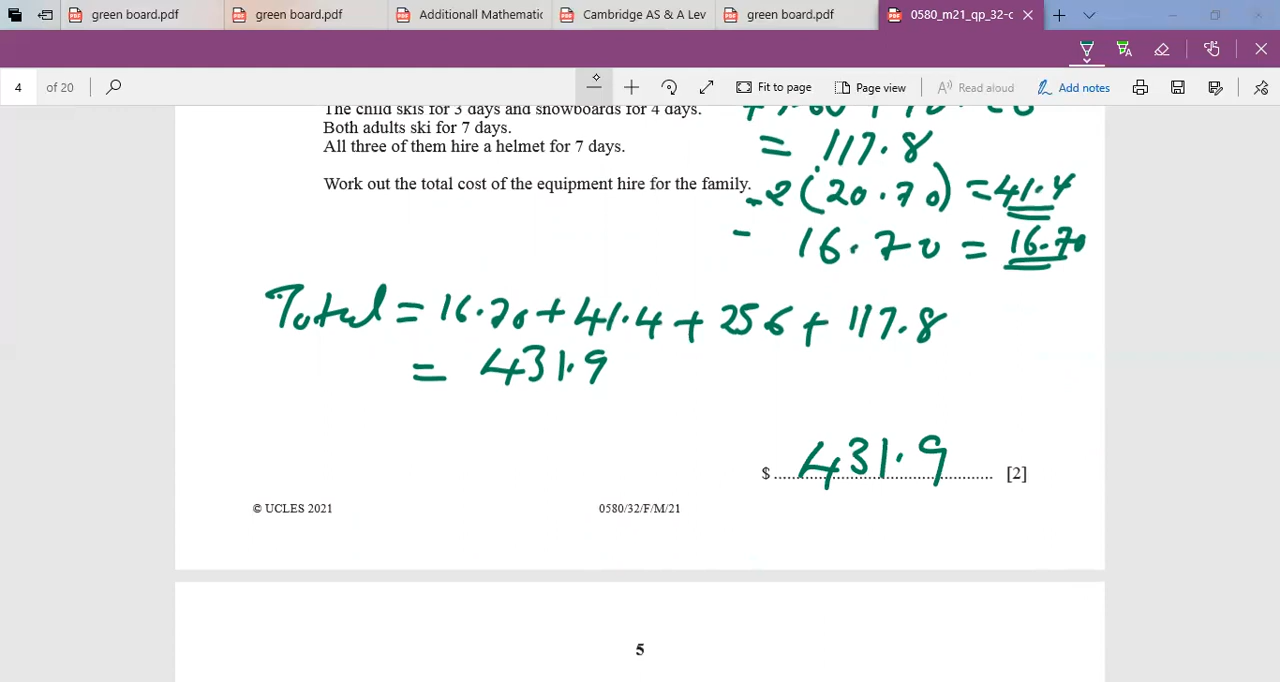 green board.pdf
green board.pdf
Additionall Mathematic
Cambridge AS & A Lev
green board.pdf
0580_m21_qp_32-c
4 of 20
Fit to page
Page view
Read aloud
Add notes
The child skis for 3 days and snowboards for 4 days.
Both adults ski for 7 days.
= 117.8
All three of them hire a helmet for 7 days.
Work out the total cost of the equipment hire for the family.
- 2 (20.70) = 41.4
- 16.70 = 16.70
Total = 16.70 + 41.4 + 256 + 117.8
= 431.9
$ 431.9 [2]
© UCLES 2021
0580/32/F/M/21
5